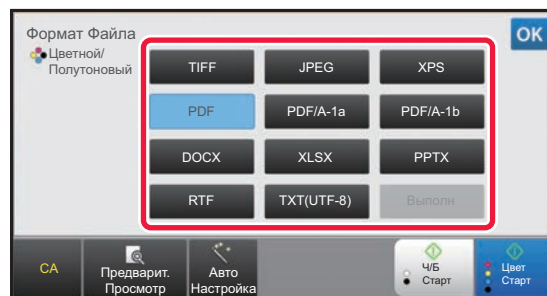 Формат Файла
OK
Цветной/
Полутоновый
TIFF
JPEG
XPS
PDF
PDF/A-1a
PDF/A-1b
DOCX
XLSX
PPTX
RTF
TXT(UTF-8)
Выполн
CA
Предварит.
Просмотр
Авто
Настройка
Ч/Б
Старт
Цвет
Старт